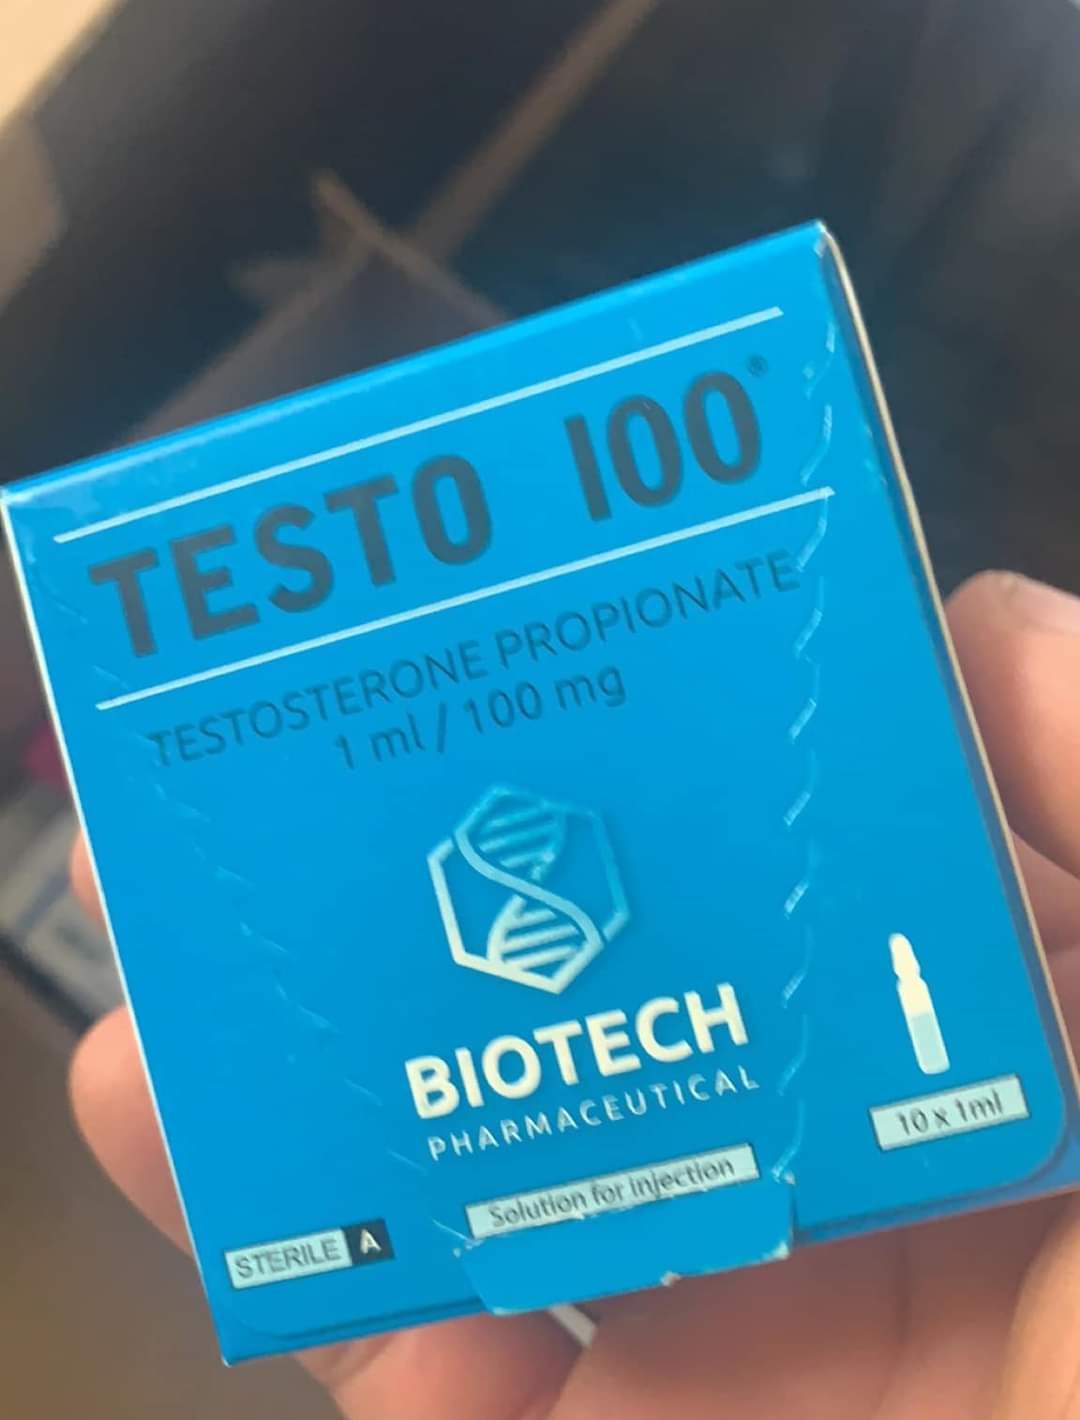 TESTO 100®
TESTOSTERONE PROPIONATE
1 ml / 100 mg
BIOTECH
PHARMACEUTICAL
10 x 1ml
Solution for injection
STERILE A